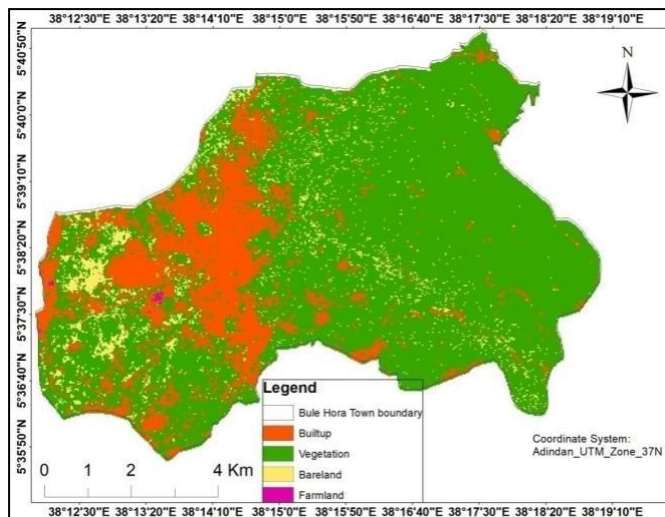 38°12'30"E 38°13'20"E 38°14'10"E 38°15'0"E 38°15'50"E 38°16'40"E 38°17'30"E 38°18'20"E 38°19'10"E
5°40'50"N
N
5°40'0"N
5°39'10"N
5°38'20"N
5°37'30"N
5°36'40"N
5°35'50"N
Legend
Bule Hora Town boundary
Builtup
Vegetation
Bareland
Farmland
Coordinate System:
Adindan_UTM_Zone_37N
0 1 2 4 Km
38°12'30"E 38°13'20"E 38°14'10"E 38°15'0"E 38°15'50"E 38°16'40"E 38°17'30"E 38°18'20"E 38°19'10"E